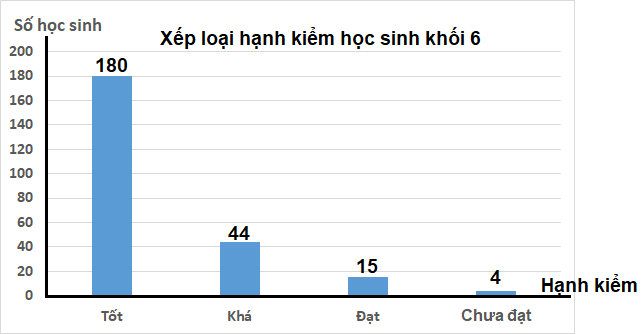 Số học sinh
Xếp loại hạnh kiểm học sinh khối 6
200
180
160
140
120
100
80
60
40
20
0
180
44
15
4
Hạnh kiểm
Tốt
Khá
Đạt
Chưa đạt